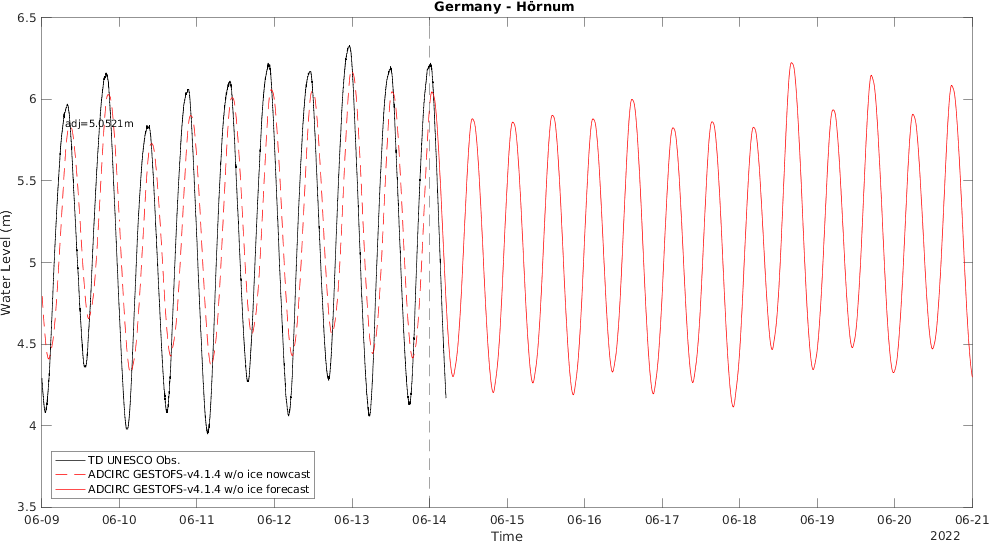 Germany - Hörnum
6.5
6
5.5
5
4.5
4
3.5
Water Level (m)
adj=5.0521m
TD UNESCO Obs.
ADCIRC GESTOFS-v4.1.4 w/o ice nowcast
ADCIRC GESTOFS-v4.1.4 w/o ice forecast
06-09 06-10 06-11 06-12 06-13 06-14 06-15 06-16 06-17 06-18 06-19 06-20 06-21
Time
2022